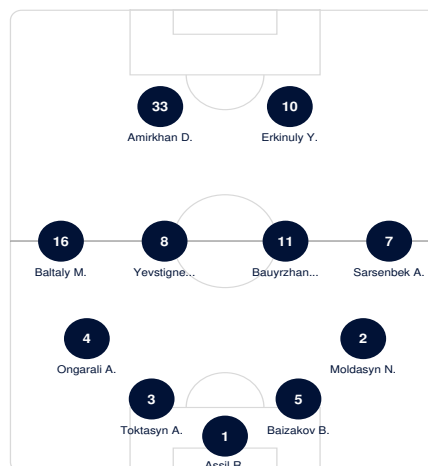 33 10
Amirkhan D. Erkinuly Y.
16 8 11 7
Baltaly M. Yevstigne... Bauyrzhan... Sarsenbek A.
4 2
Ongarali A. Moldasyn N.
3 5
Toktasyn A. Baizakov B.
1
Assil R.